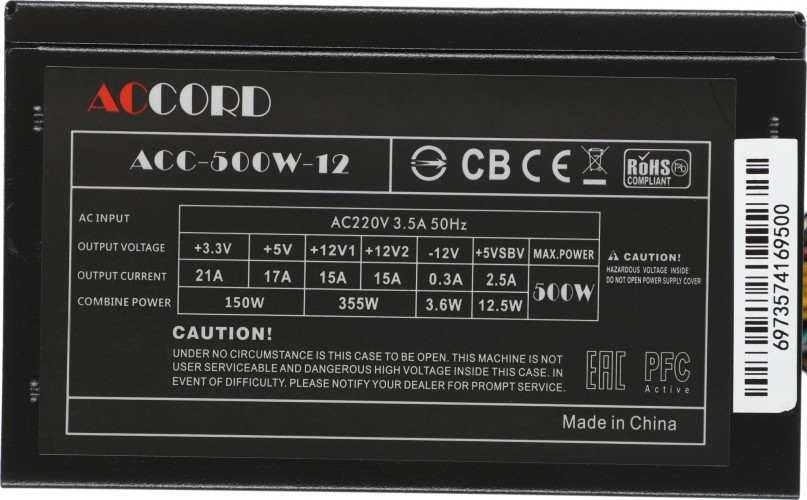 ACCORD
ACC-500W-12
CB CE
RoHS Pb
COMPLIANT
AC INPUT AC220V 3.5A 50Hz
OUTPUT VOLTAGE +3.3V +5V +12V1 +12V2 -12V +5VSBV MAX.POWER
OUTPUT CURRENT 21A 17A 15A 15A 0.3A 2.5A 500W
COMBINE POWER 150W 355W 3.6W 12.5W
CAUTION!
HAZARDOUS VOLTAGE INSIDE
DO NOT OPEN POWER SUPPLY COVER
CAUTION!
UNDER NO CIRCUMSTANCE IS THIS CASE TO BE OPEN. THIS MACHINE IS NOT
USER SERVICEABLE AND DANGEROUS HIGH VOLTAGE INSIDE THIS CASE. IN
EVENT OF DIFFICULTY. PLEASE NOTIFY YOUR DEALER FOR PROMPT SERVICE.
EAC PFC
Active
Made in China
6973574169500